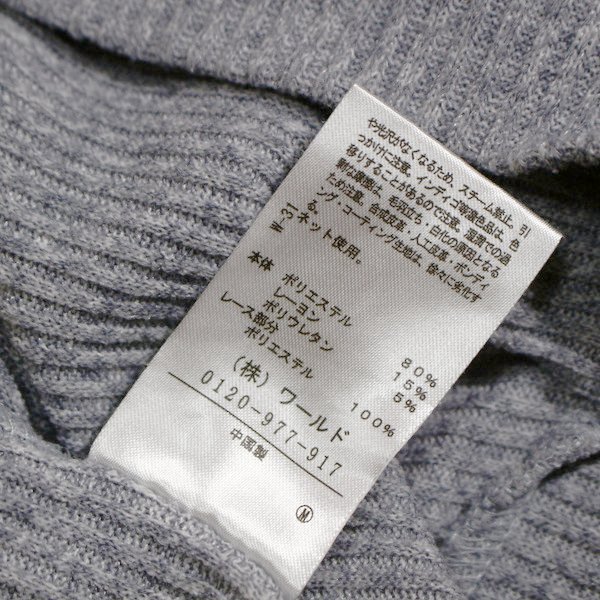 や光沢がなくなるため、スチーム禁止。引
つかけに注意。インディゴ等濃色品は、色
移りすることがあるので注意。湿潤での過
剰な摩擦は、毛羽立ち・白化の原因となる
ため注意。合成皮革・人工皮革・ボンディ
ング・コーティング生地は、徐々に劣化す
る。
ネット使用。
W-31
本体 ポリエステル 80%
レーヨン 15%
ポリウレタン 5%
レース部分
ポリエステル 100%
(株) ワールド
0120-977-917
中国製
M